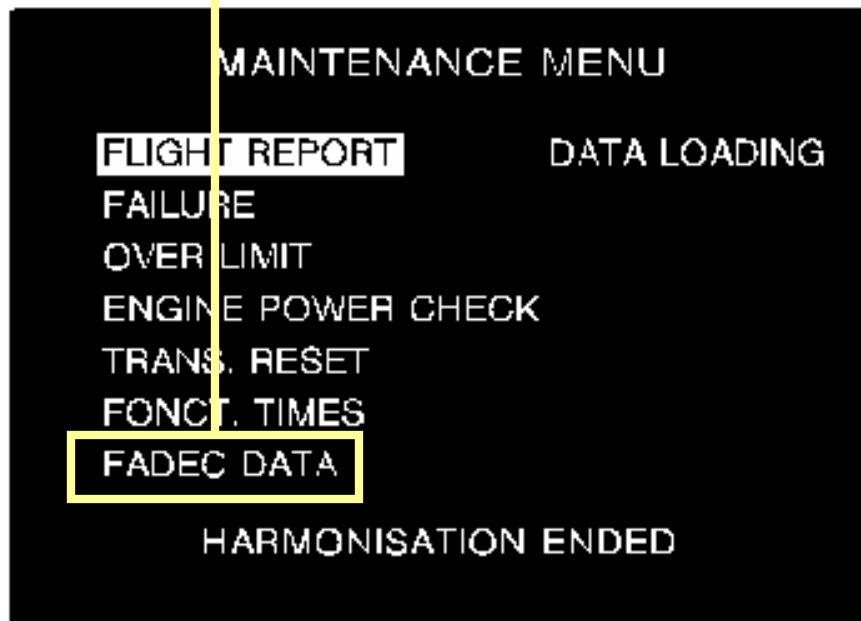 MAINTENANCE MENU
FLIGHT REPORT DATA LOADING
FAILURE
OVER LIMIT
ENGINE POWER CHECK
TRANS. RESET
FONCT. TIMES
FADEC DATA
HARMONISATION ENDED